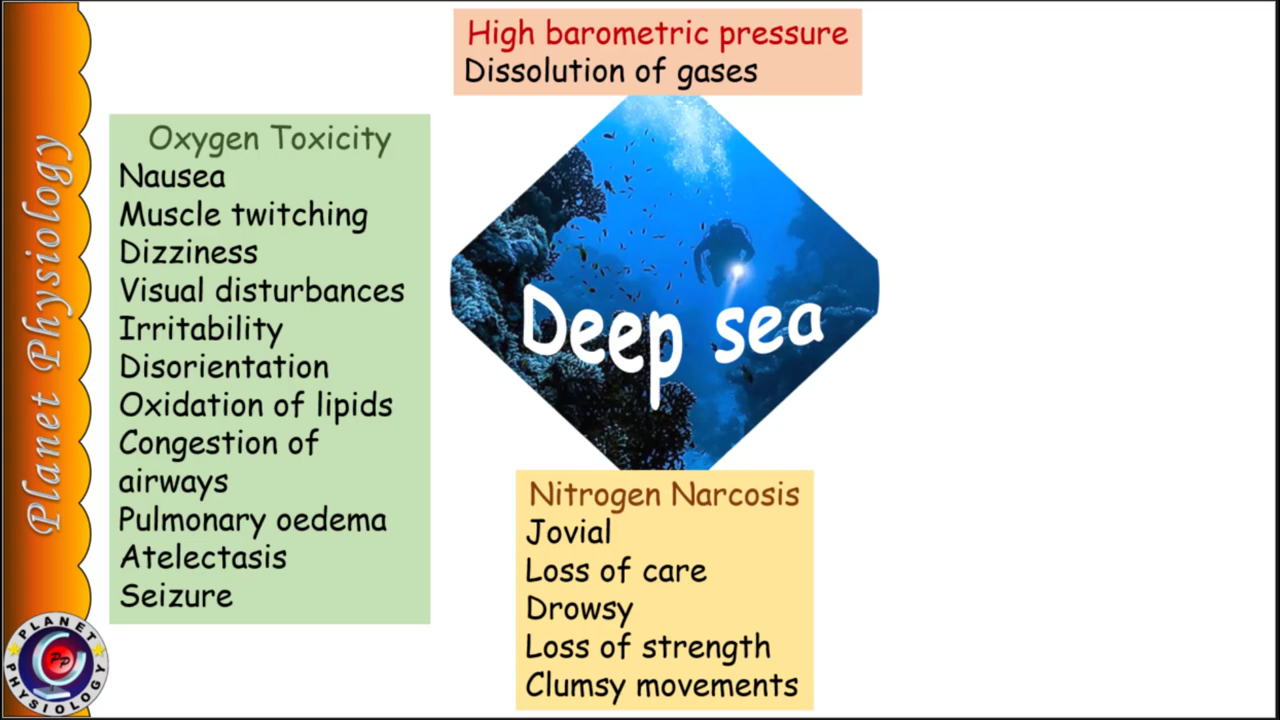 High barometric pressure
Dissolution of gases
Oxygen Toxicity
Nausea
Muscle twitching
Dizziness
Visual disturbances
Irritability
Disorientation
Oxidation of lipids
Congestion of
airways
Pulmonary oedema
Atelectasis
Seizure
Deep sea
Nitrogen Narcosis
Jovial
Loss of care
Drowsy
Loss of strength
Clumsy movements
Planet Physiology
PLANET
PP
PHYSIOLOGY